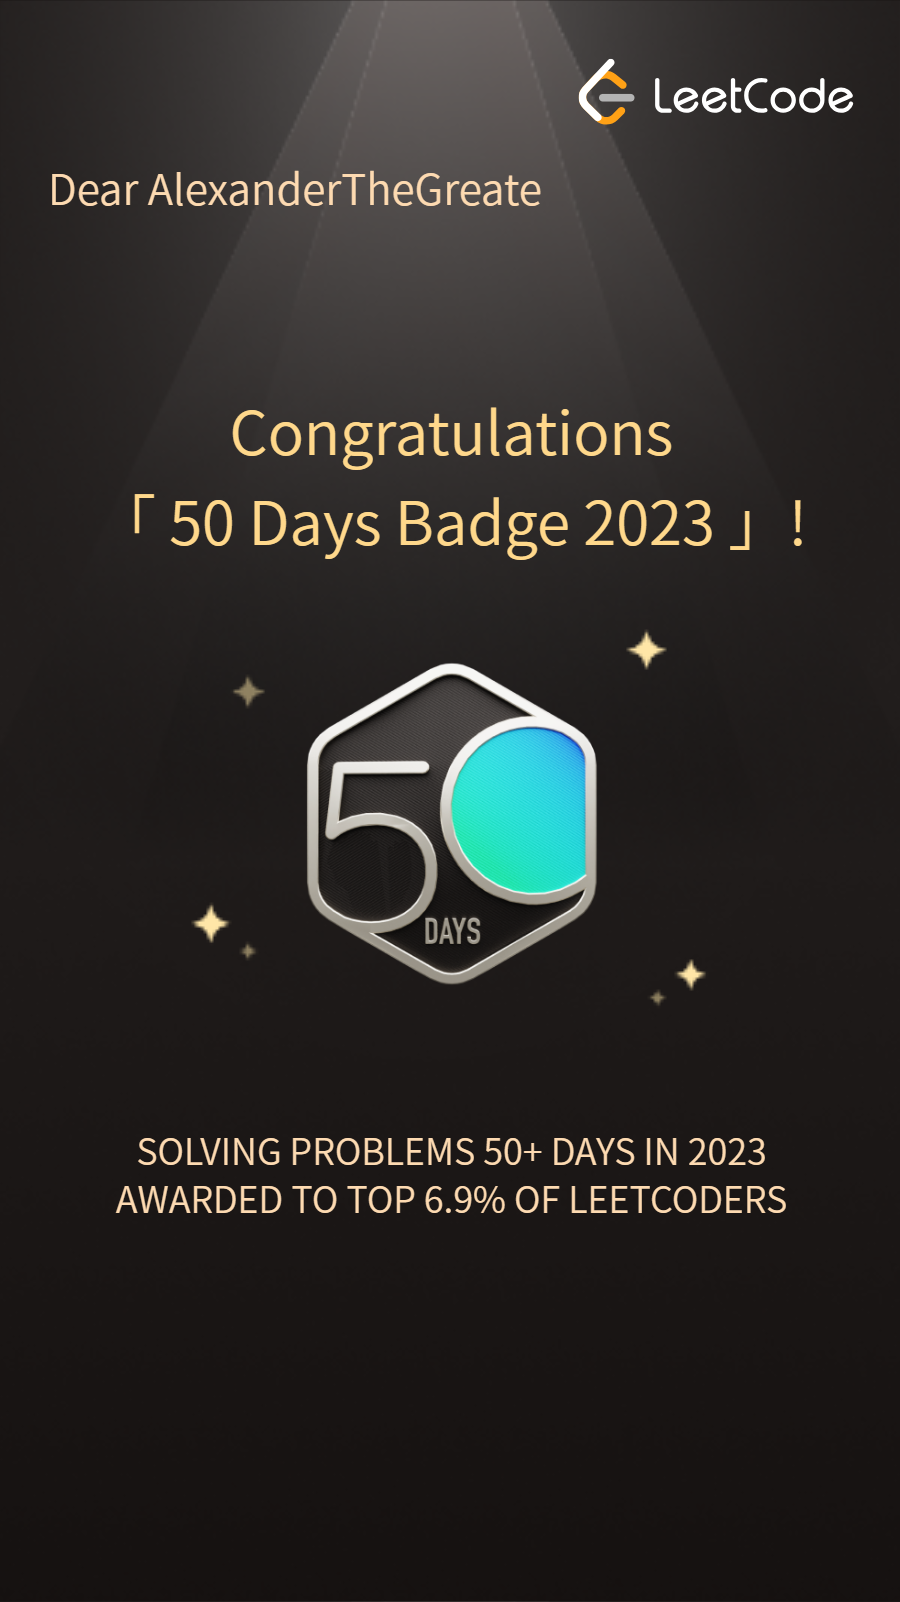 LeetCode
Dear AlexanderTheGreate
Congratulations
「 50 Days Badge 2023 」!
50
DAYS
SOLVING PROBLEMS 50+ DAYS IN 2023
AWARDED TO TOP 6.9% OF LEETCODERS